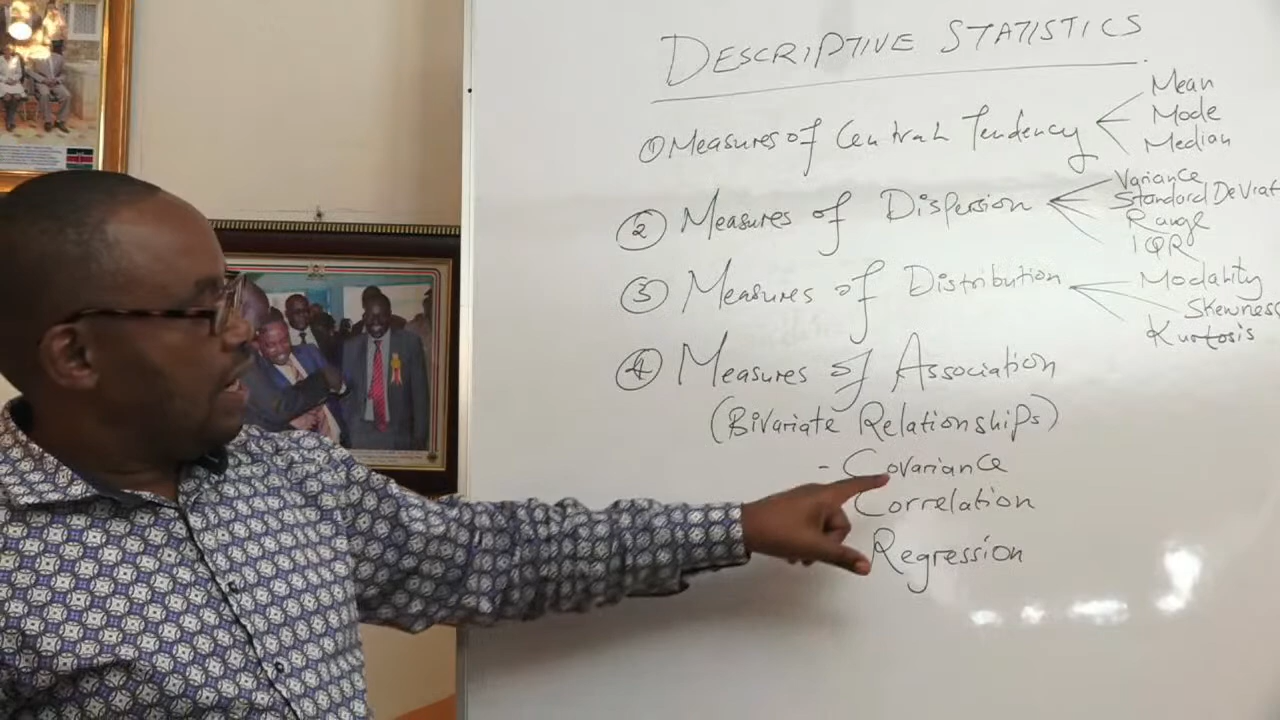 DESCRIPTIVE STATISTICS
① Measures of Central Tendency
Mean
Mode
Median
② Measures of Dispersion
Variance
Standard Deviat
Range
IQR
③ Measures of Distribution
Modality
Skewness
Kurtosis
④ Measures of Association
(Bivariate Relationships)
- Covariance
Correlation
Regression